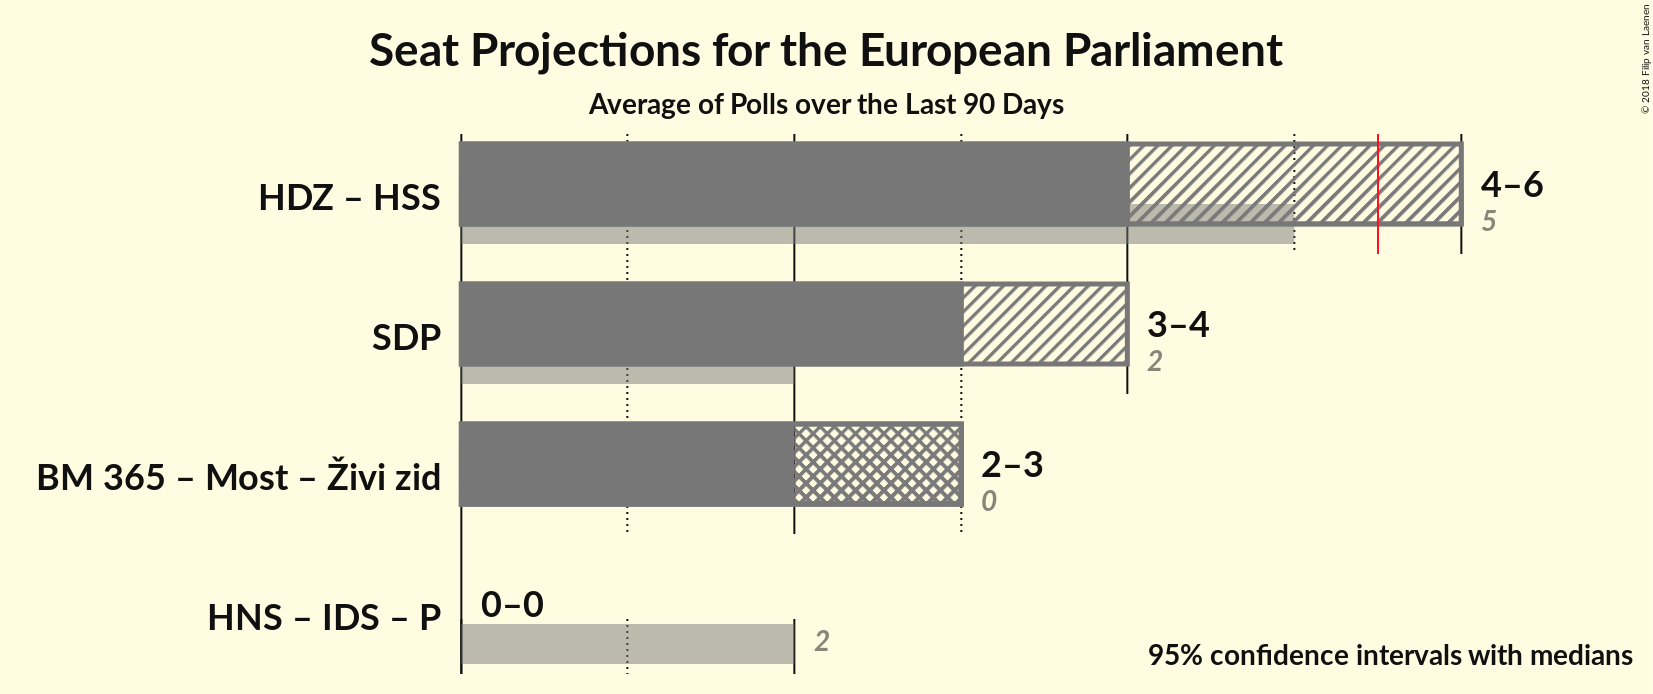 Seat Projections for the European Parliament
Average of Polls over the Last 90 Days
© 2018 Filip van Laenen
HDZ – HSS
4–6
5
SDP
3–4
2
BM 365 – Most – Živi zid
2–3
0
HNS – IDS – P
0–0
2
95% confidence intervals with medians